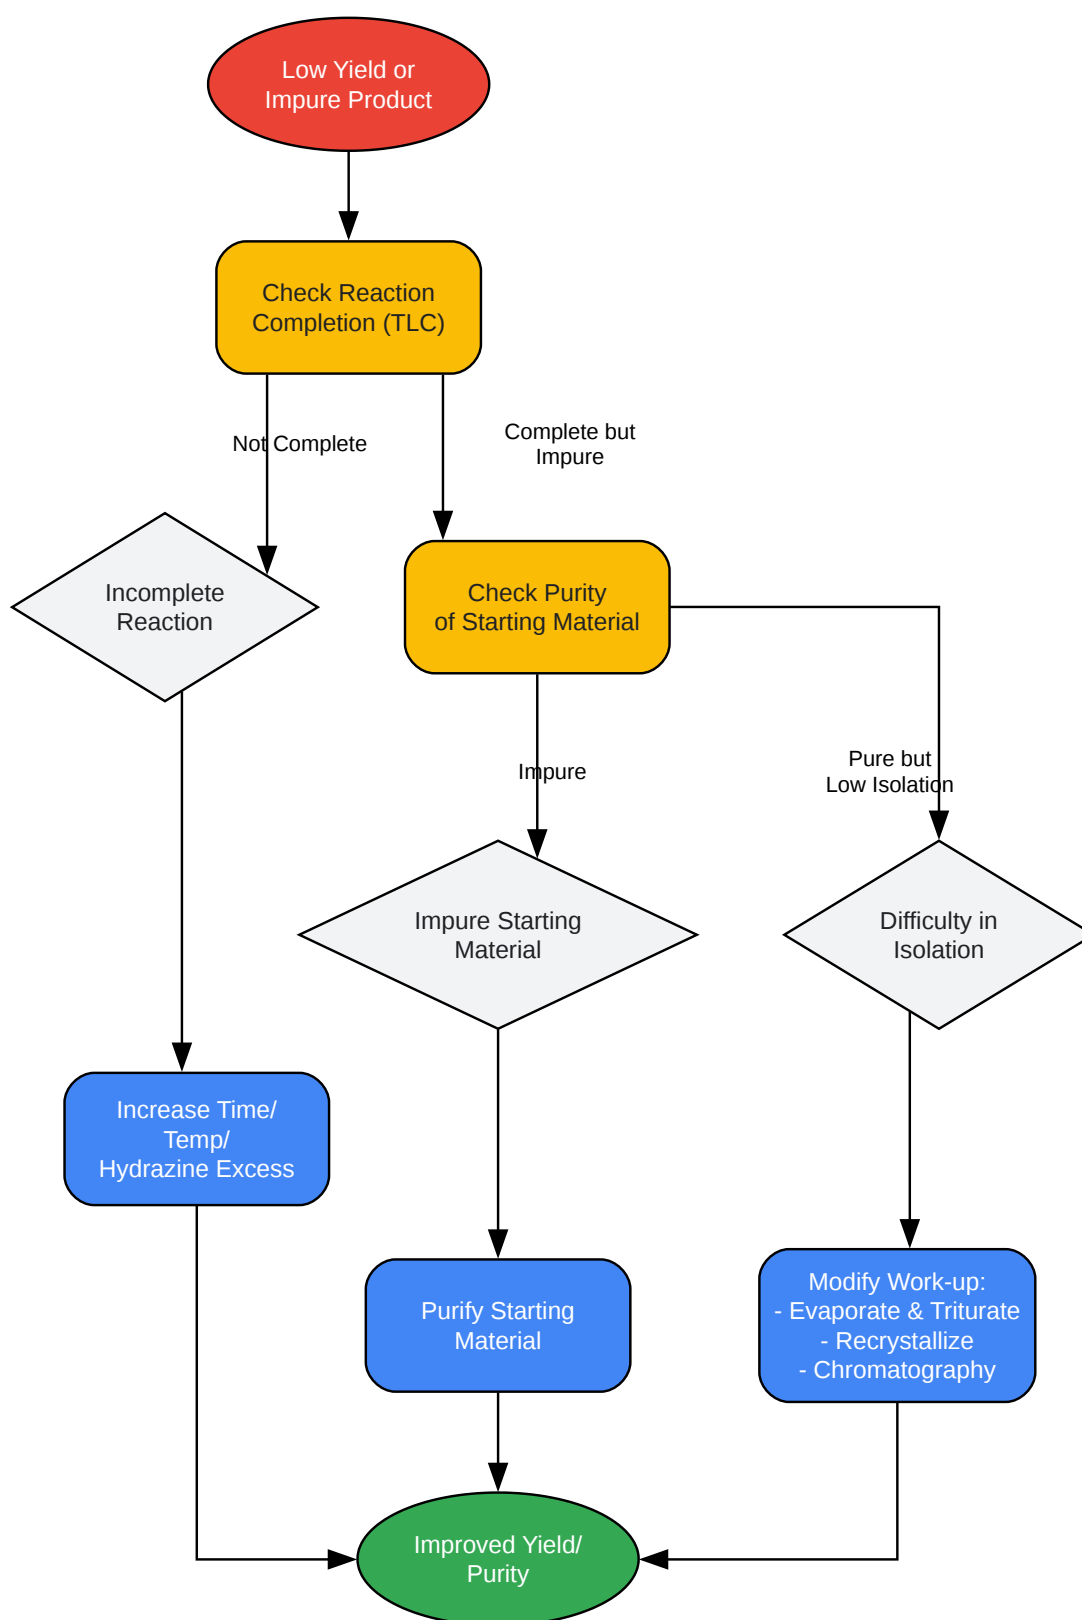 Low Yield or
Impure Product
Check Reaction
Completion (TLC)
Not Complete
Complete but
Impure
Incomplete
Reaction
Check Purity
of Starting Material
Impure
Pure but
Low Isolation
Impure Starting
Material
Difficulty in
Isolation
Increase Time/
Temp/
Hydrazine Excess
Purify Starting
Material
Modify Work-up:
- Evaporate & Triturate
- Recrystallize
- Chromatography
Improved Yield/
Purity